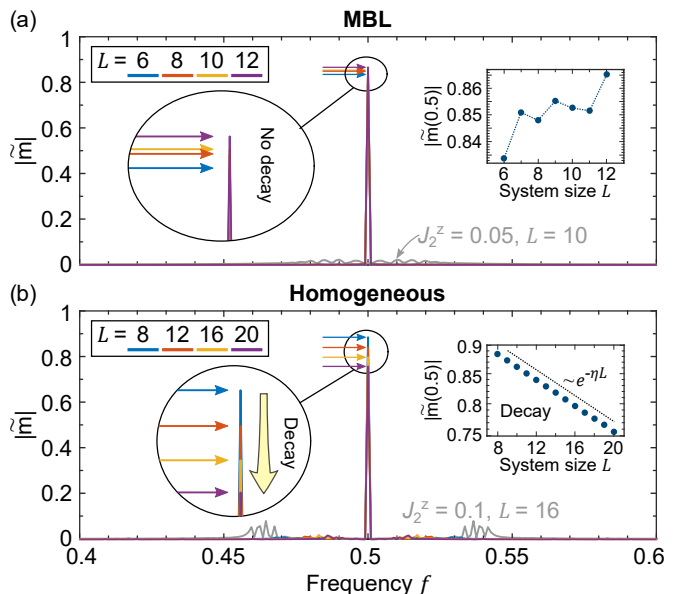 (a) MBL
L = 6 8 10 12
1
0.8
0.6
0.4
0.2
0
|m̃|
No decay
0.86
0.85
0.84
|m̃(0.5)|
6 8 10 12
System size L
J₂ᶻ = 0.05, L = 10
(b) Homogeneous
L = 8 12 16 20
1
0.8
0.6
0.4
0.2
0
|m̃|
Decay
0.9
0.85
0.8
0.75
|m̃(0.5)|
~e^{-ηL}
Decay
8 11 14 17 20
System size L
J₂ᶻ = 0.1, L = 16
0.4 0.45 0.5 0.55 0.6
Frequency f